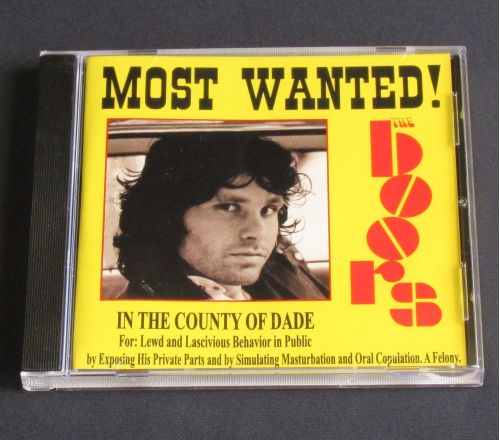 MOST WANTED!
THE
doors
IN THE COUNTY OF DADE
For: Lewd and Lascivious Behavior in Public
by Exposing His Private Parts and by Simulating Masturbation and Oral Copulation. A Felony.